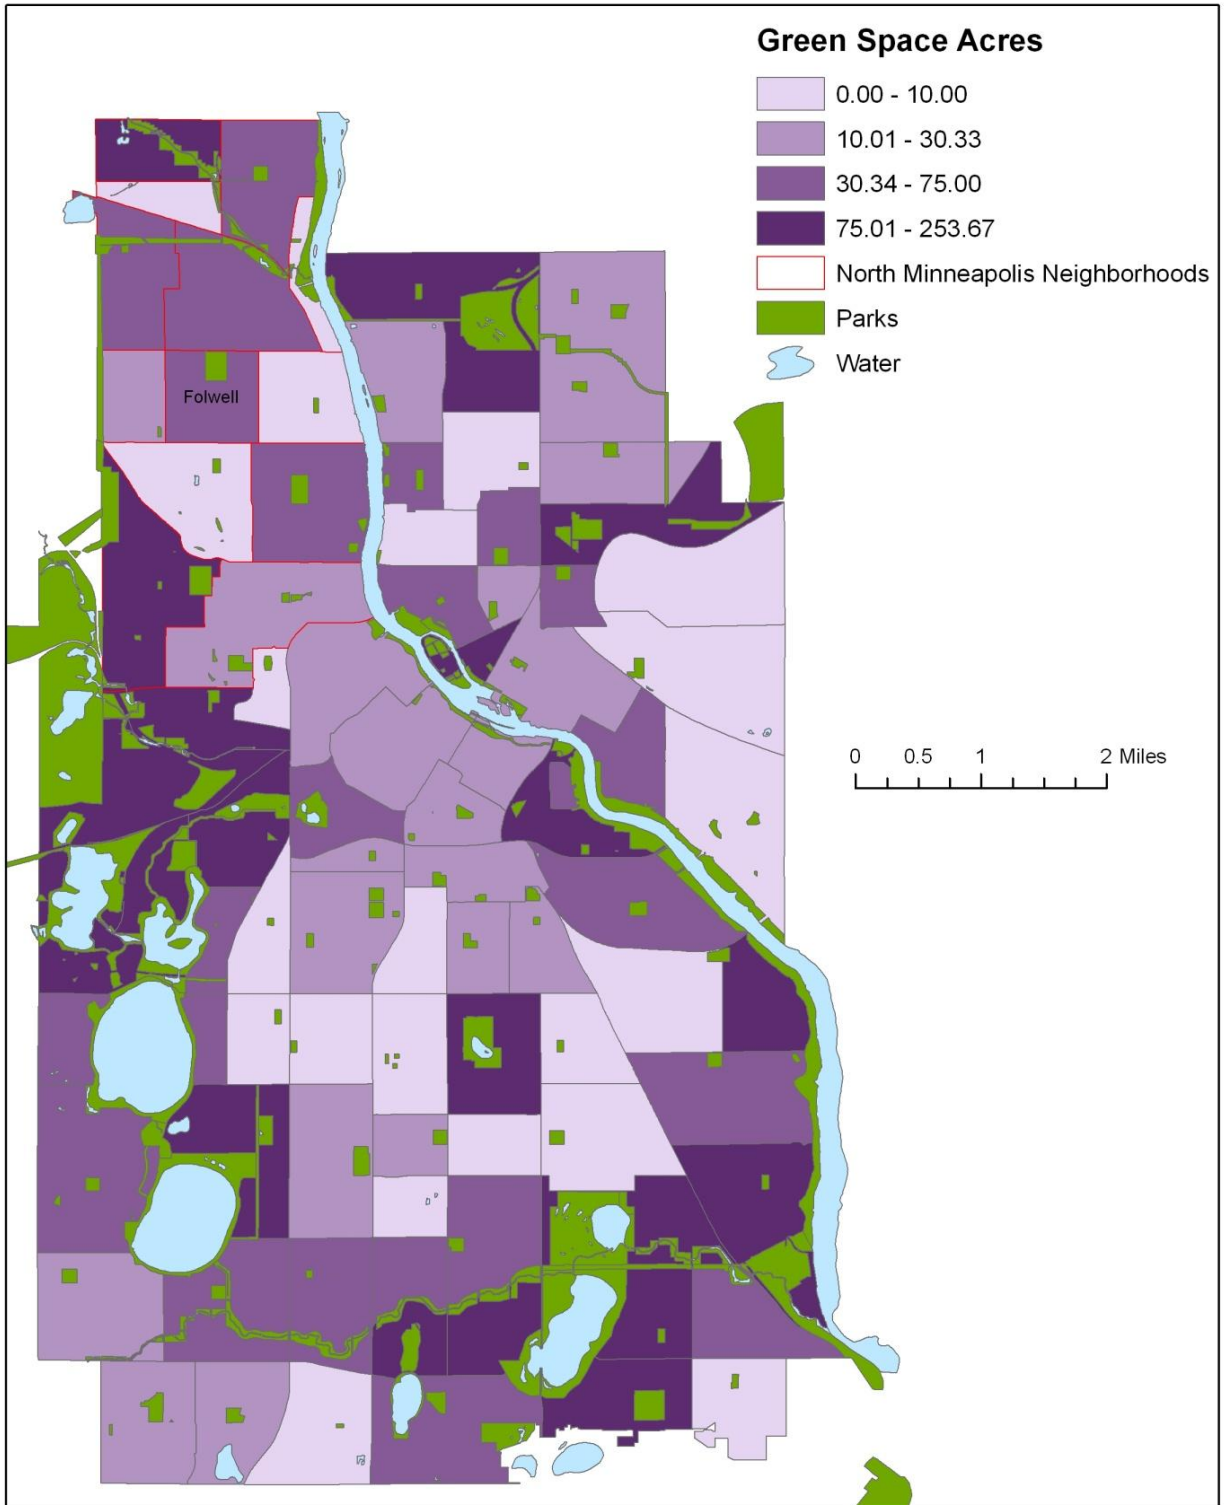 Green Space Acres
0.00 - 10.00
10.01 - 30.33
30.34 - 75.00
75.01 - 253.67
North Minneapolis Neighborhoods
Parks
Water
Folwell
0 0.5 1 2 Miles